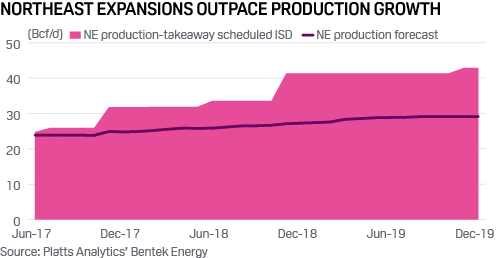 NORTHEAST EXPANSIONS OUTPACE PRODUCTION GROWTH
(Bcf/d) NE production-takeaway scheduled ISD NE production forecast
50
40
30
20
10
0
Jun-17 Dec-17 Jun-18 Dec-18 Jun-19 Dec-19
Source: Platts Analytics' Bentek Energy